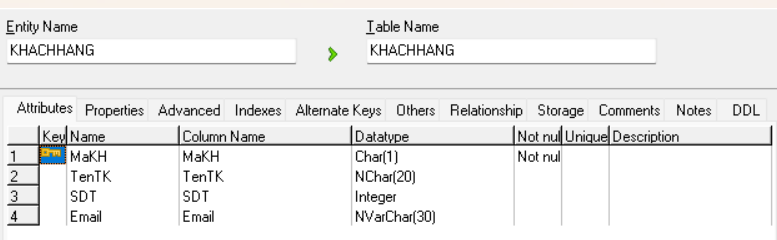 Entity Name Table Name
KHACHHANG KHACHHANG
Attributes Properties Advanced Indexes Alternate Keys Others Relationship Storage Comments Notes DDL
Key Name Column Name Datatype Not nul Unique Description
1 MaKH MaKH Char(1) Not nul
2 TenTK TenTK NChar(20)
3 SDT SDT Integer
4 Email Email NVarChar(30)